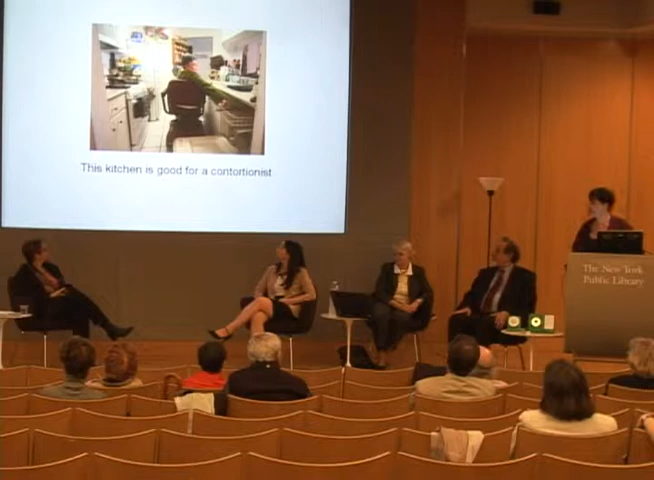 This kitchen is good for a contortionist
The New York
Public Library